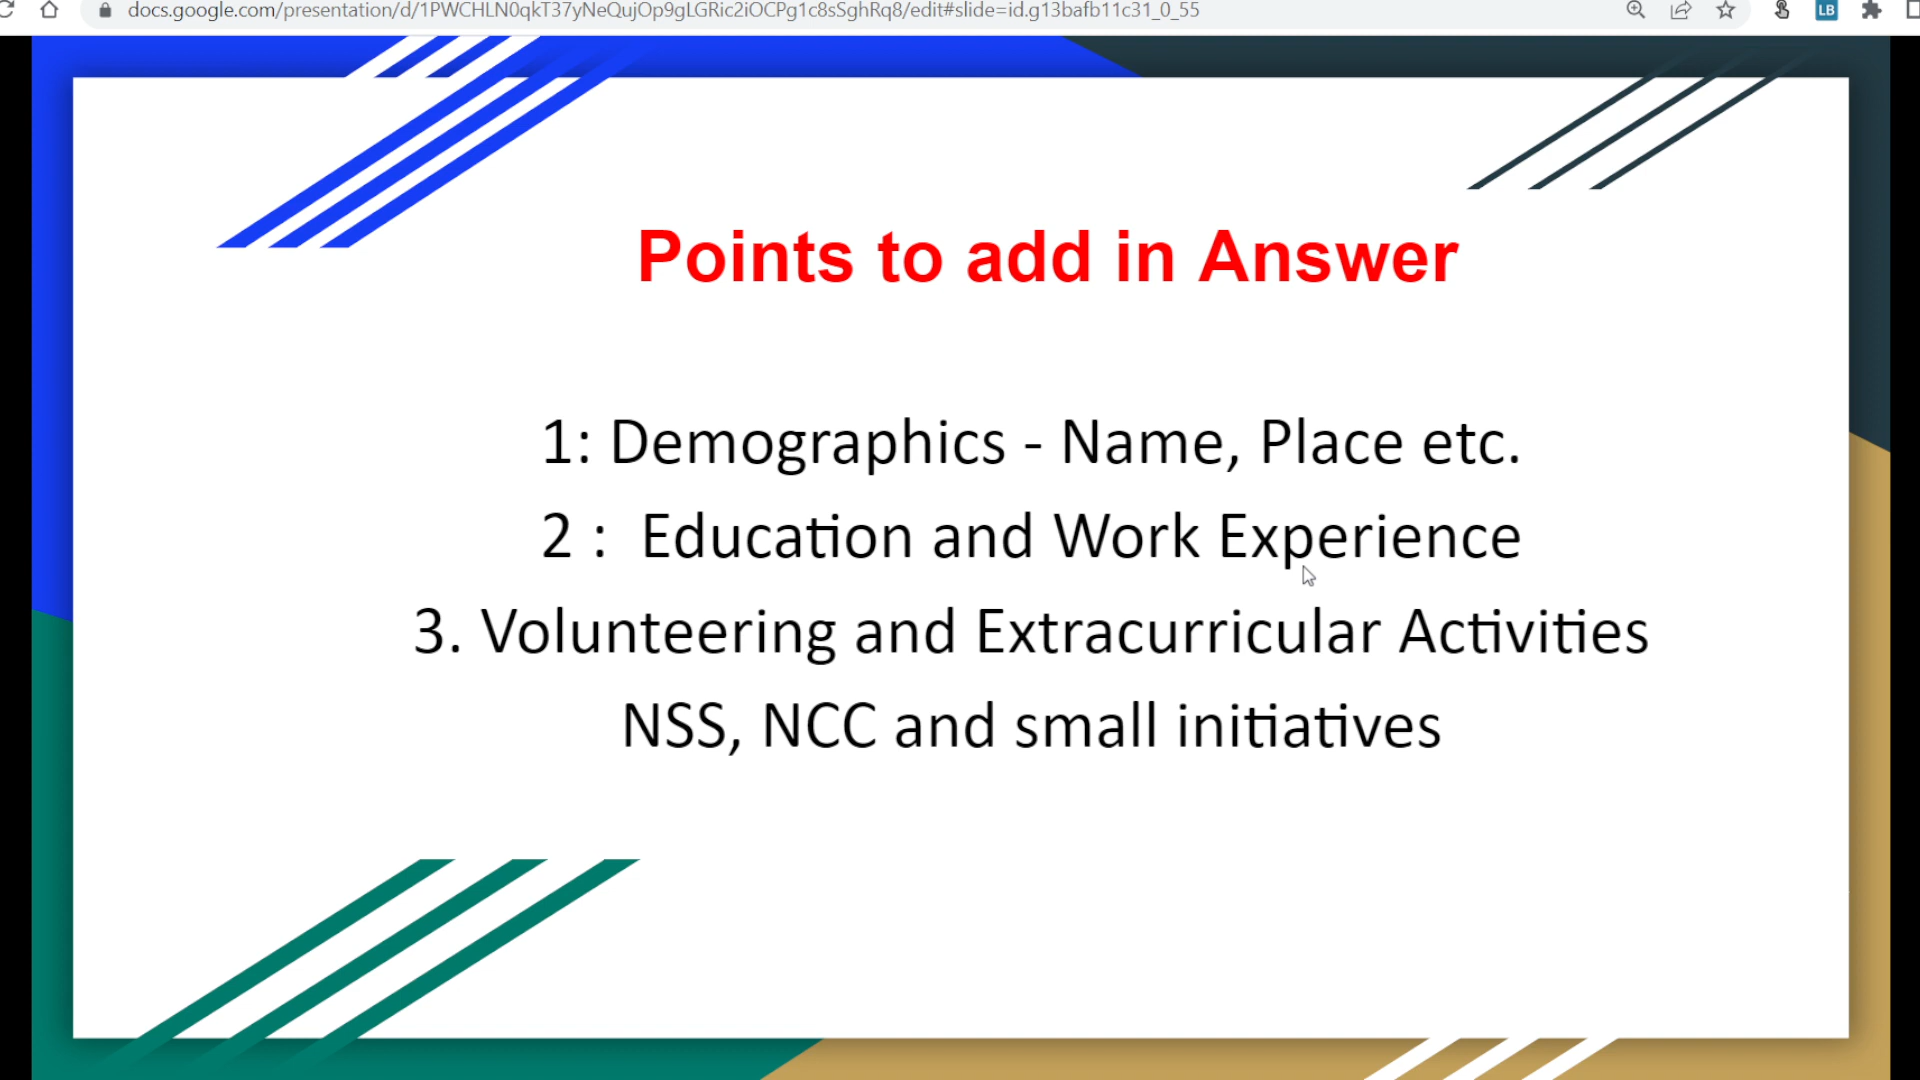 docs.google.com/presentation/d/1PWCHLN0qkT37yNeQujOp9gLGRic2iOCPg1c8sSghRq8/edit#slide=id.g13bafb11c31_0_55
LB
Points to add in Answer
1: Demographics - Name, Place etc.
2 : Education and Work Experience
3. Volunteering and Extracurricular Activities
NSS, NCC and small initiatives